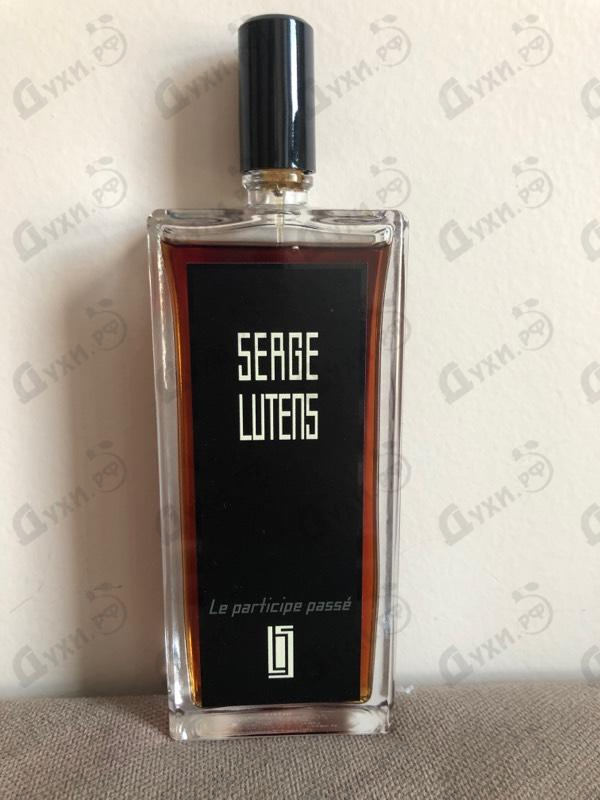 SERGE
LUTENS
Le participe passé
Духи.рф